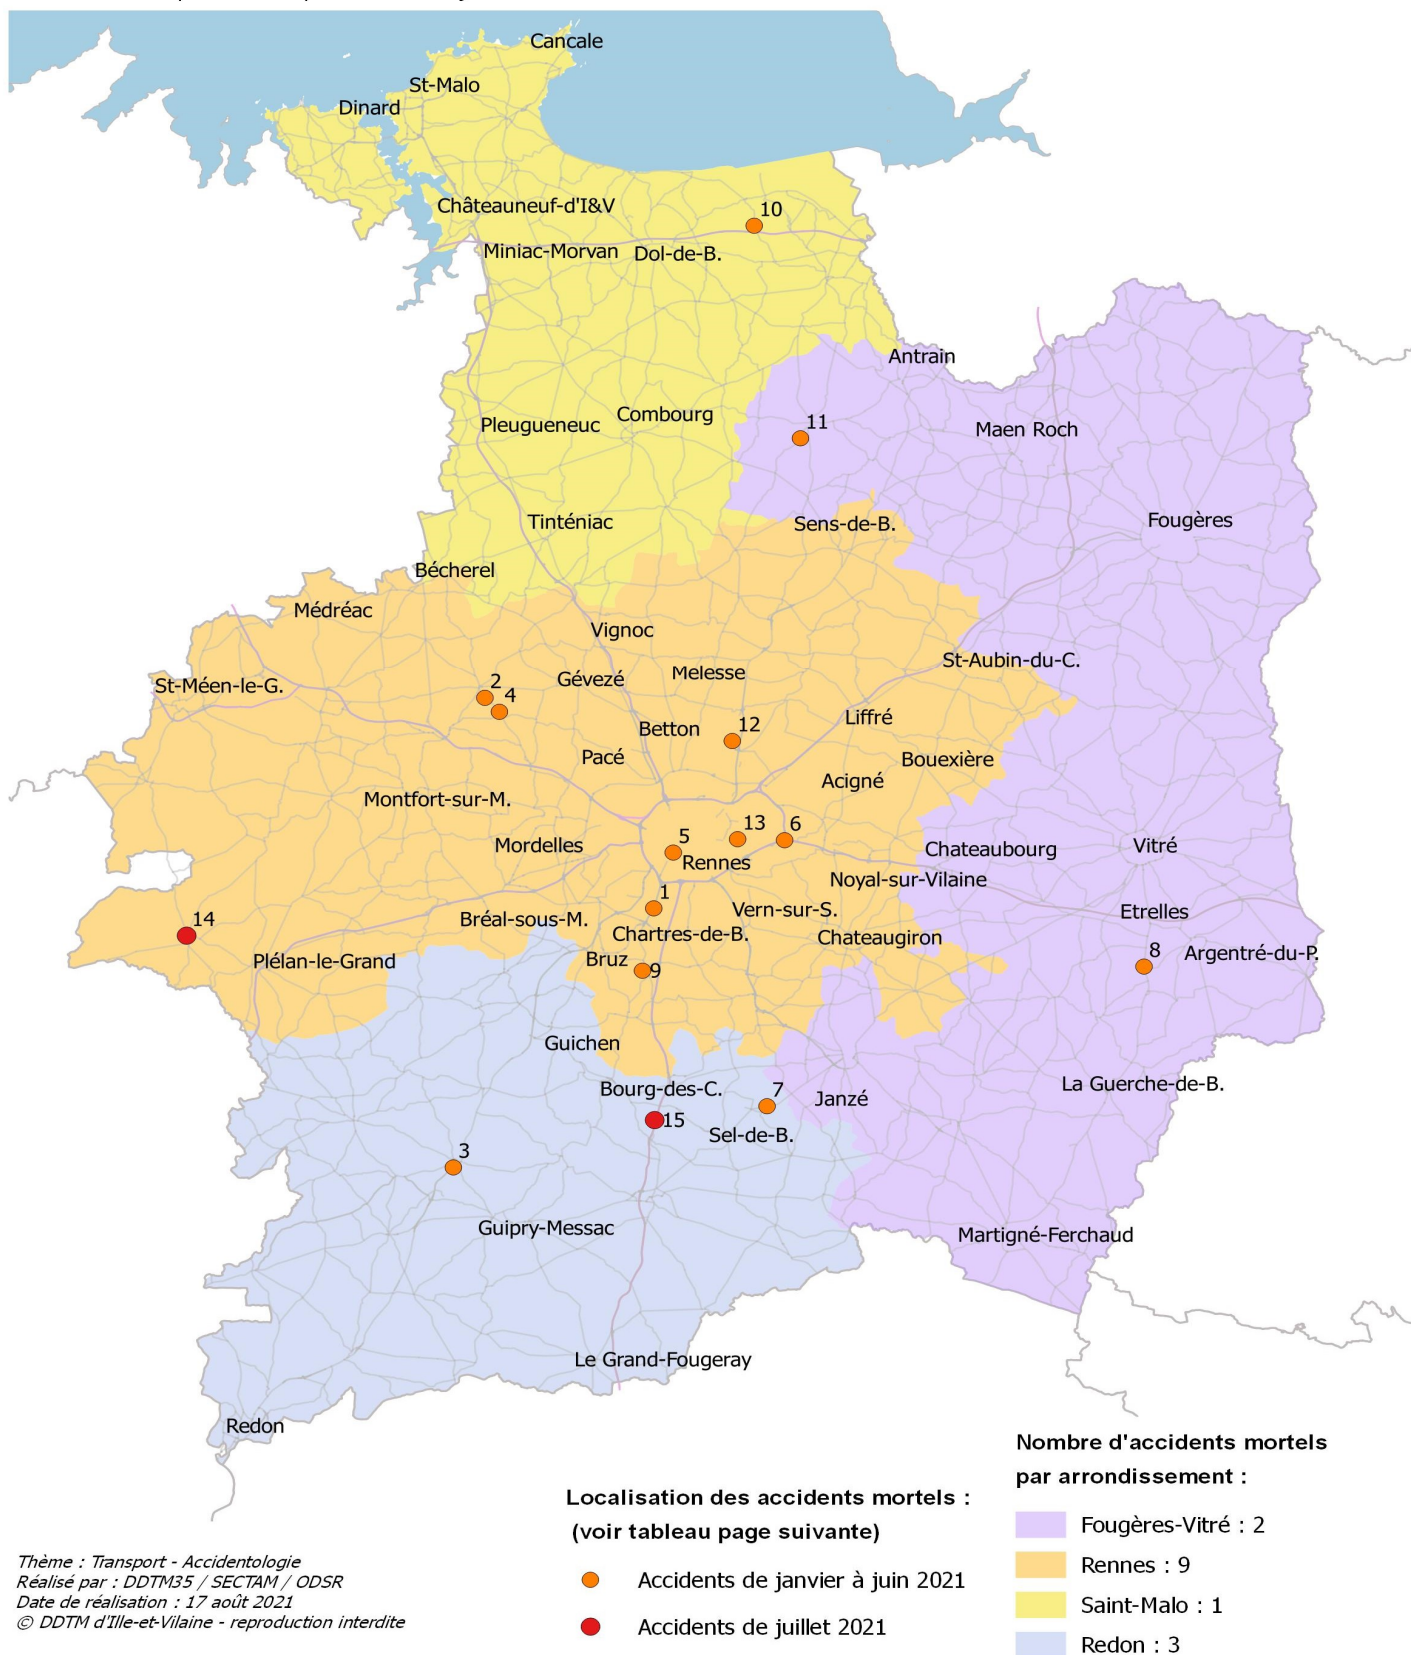 Cancale
St-Malo
Dinard
Châteauneuf-d'I&V
10
Miniac-Morvan
Dol-de-B.
Antrain
Combourg
Pleugueneuc
11
Maen Roch
Tinténiac
Sens-de-B.
Fougères
Bécherel
Médréac
Vignoc
St-Aubin-du-C.
St-Méen-le-G.
2
4
Gévezé
Melesse
Betton
12
Liffré
Pacé
Bouexière
Acigné
Montfort-sur-M.
Mordelles
5
13
6
Rennes
Chateaubourg
Vitré
Noyal-sur-Vilaine
1
14
Bréal-sous-M.
Vern-sur-S.
Etrelles
Chartres-de-B.
Chateaugiron
Plélan-le-Grand
Bruz
9
8
Argentré-du-P.
Guichen
Bourg-des-C.
7
Janzé
La Guerche-de-B.
15
Sel-de-B.
3
Guipry-Messac
Martigné-Ferchaud
Le Grand-Fougeray
Redon
Nombre d'accidents mortels
par arrondissement :
Fougères-Vitré : 2
Rennes : 9
Saint-Malo : 1
Redon : 3
Localisation des accidents mortels :
(voir tableau page suivante)
Accidents de janvier à juin 2021
Accidents de juillet 2021
Thème : Transport - Accidentologie
Réalisé par : DDTM35 / SECTAM / ODSR
Date de réalisation : 17 août 2021
© DDTM d'Ille-et-Vilaine - reproduction interdite